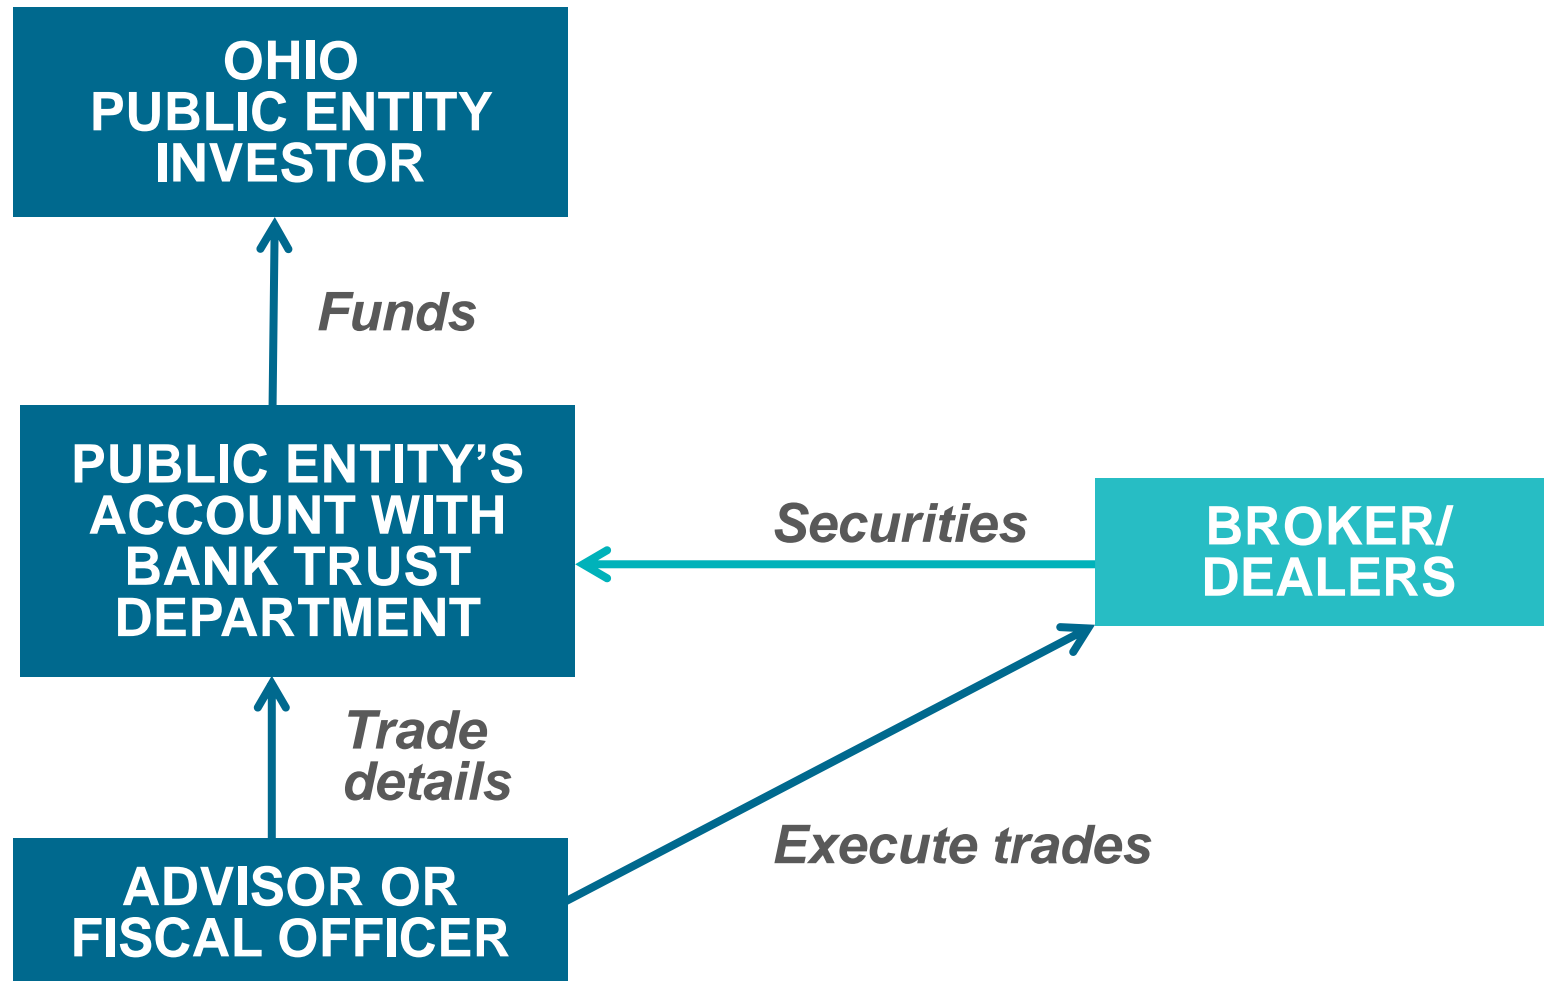 OHIO
PUBLIC ENTITY
INVESTOR
Funds
PUBLIC ENTITY’S
ACCOUNT WITH
BANK TRUST
DEPARTMENT
Securities
BROKER/
DEALERS
Trade
details
Execute trades
ADVISOR OR
FISCAL OFFICER